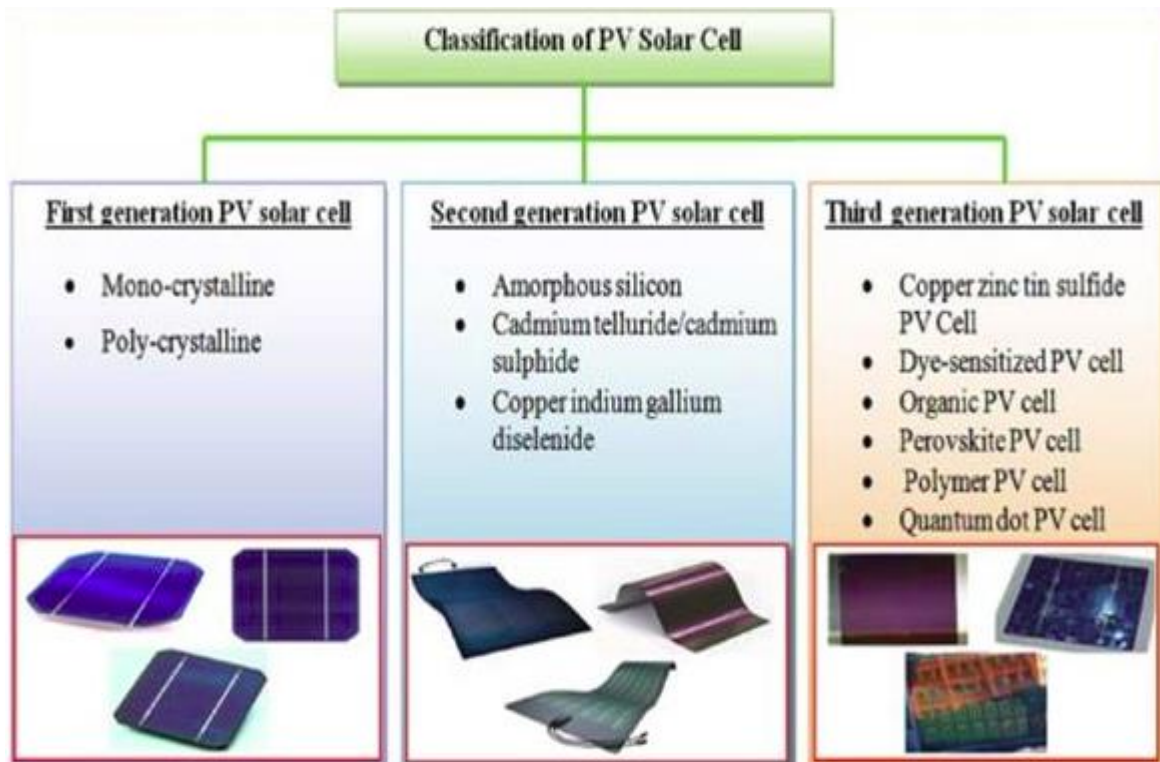 Classification of PV Solar Cell
First generation PV solar cell
• Mono-crystalline
• Poly-crystalline
Second generation PV solar cell
• Amorphous silicon
• Cadmium telluride/cadmium
sulphide
• Copper indium gallium
diselenide
Third generation PV solar cell
• Copper zinc tin sulfide
PV Cell
• Dye-sensitized PV cell
• Organic PV cell
• Perovskite PV cell
• Polymer PV cell
• Quantum dot PV cell